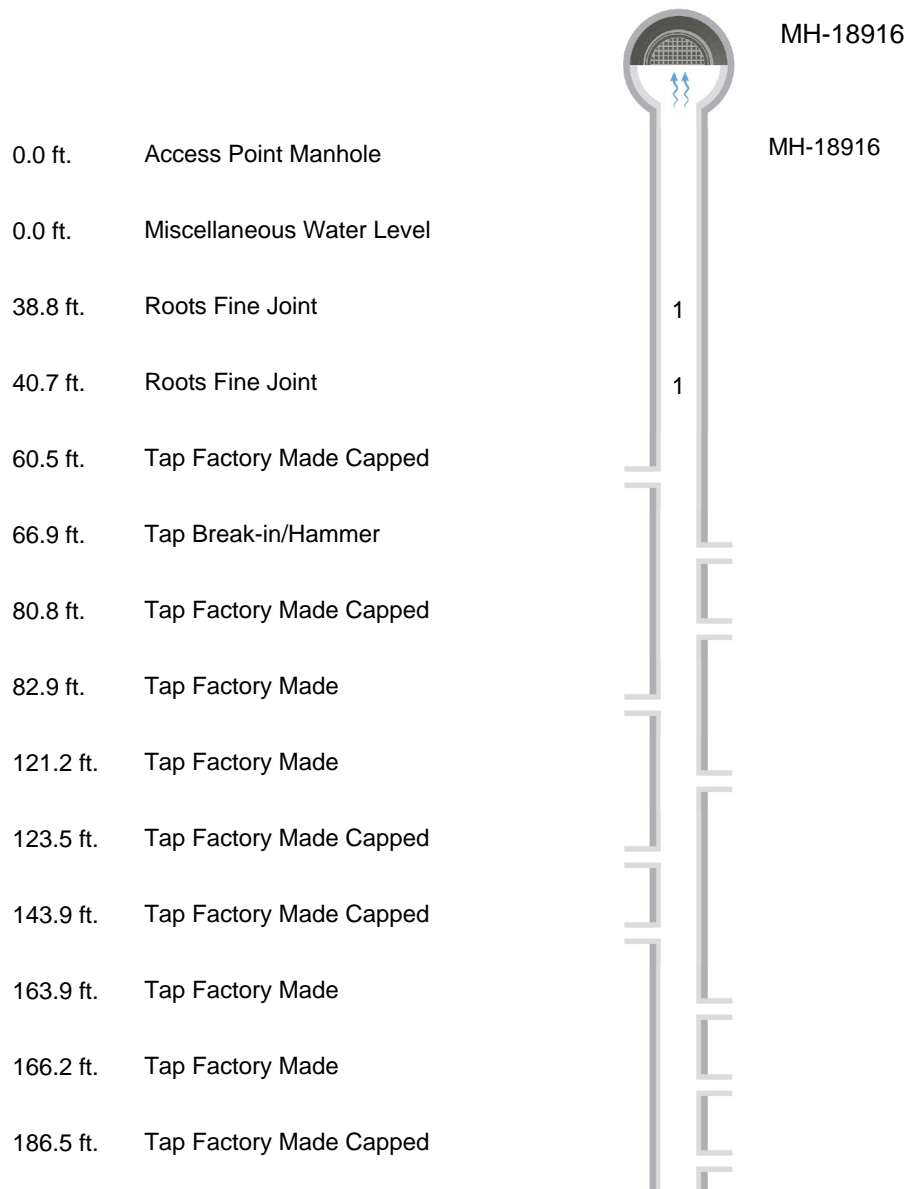 MH-18916
0.0 ft. Access Point Manhole MH-18916
0.0 ft. Miscellaneous Water Level
38.8 ft. Roots Fine Joint 1
40.7 ft. Roots Fine Joint 1
60.5 ft. Tap Factory Made Capped
66.9 ft. Tap Break-in/Hammer
80.8 ft. Tap Factory Made Capped
82.9 ft. Tap Factory Made
121.2 ft. Tap Factory Made
123.5 ft. Tap Factory Made Capped
143.9 ft. Tap Factory Made Capped
163.9 ft. Tap Factory Made
166.2 ft. Tap Factory Made
186.5 ft. Tap Factory Made Capped